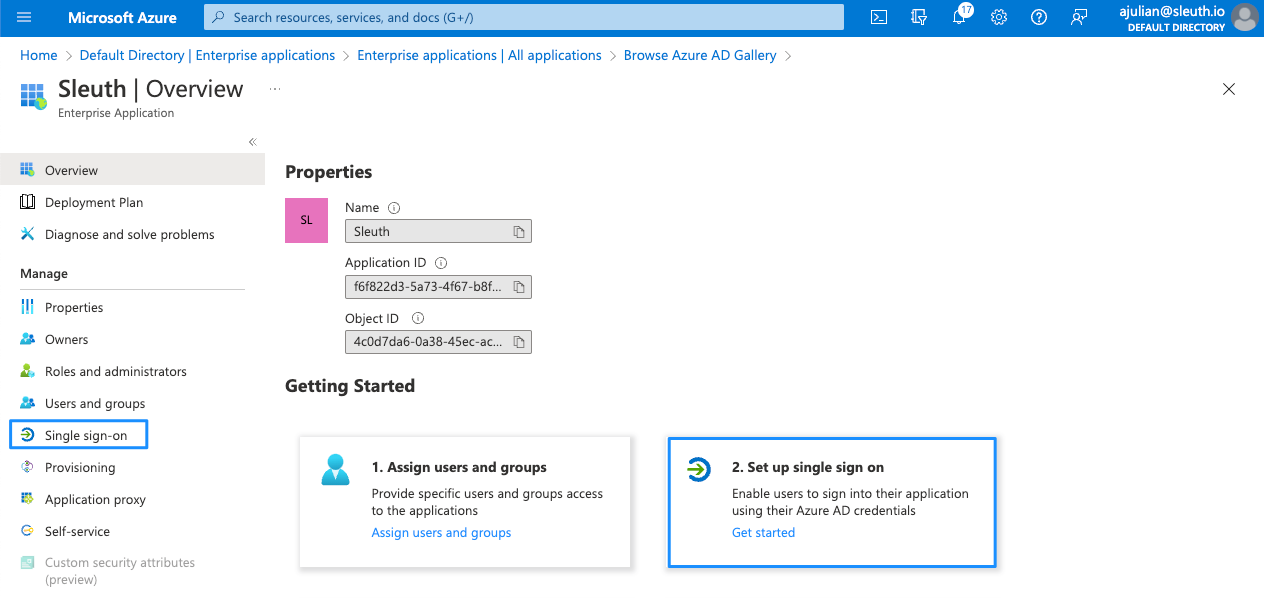 Microsoft Azure
Search resources, services, and docs (G+/)
17
ajulian@sleuth.io
DEFAULT DIRECTORY
Home > Default Directory | Enterprise applications > Enterprise applications | All applications > Browse Azure AD Gallery >
Sleuth | Overview ...
Enterprise Application
«
Overview
Deployment Plan
Diagnose and solve problems
Manage
Properties
Owners
Roles and administrators
Users and groups
Single sign-on
Provisioning
Application proxy
Self-service
Custom security attributes
(preview)
Properties
SL
Name
Sleuth
Application ID
f6f822d3-5a73-4f67-b8f...
Object ID
4c0d7da6-0a38-45ec-ac...
Getting Started
1. Assign users and groups
Provide specific users and groups access
to the applications
Assign users and groups
2. Set up single sign on
Enable users to sign into their application
using their Azure AD credentials
Get started